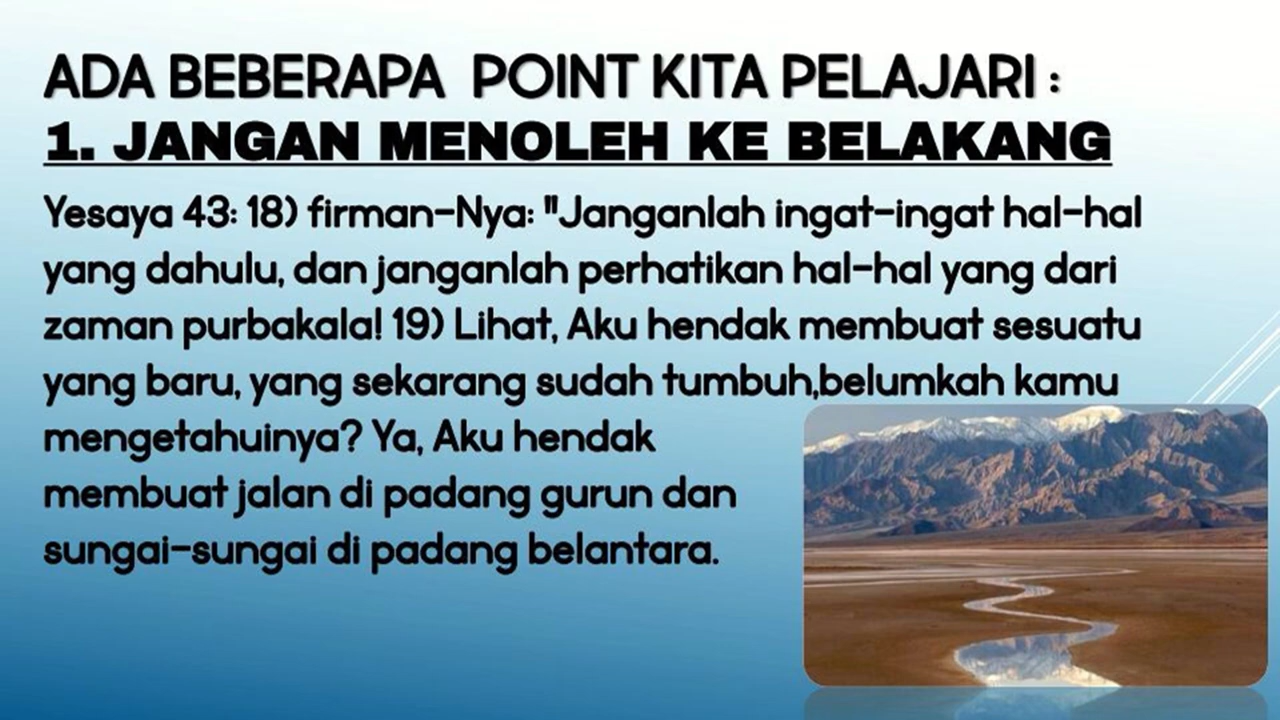 ADA BEBERAPA POINT KITA PELAJARI :
1. JANGAN MENOLEH KE BELAKANG
Yesaya 43: 18) firman-Nya: "Janganlah ingat-ingat hal-hal
yang dahulu, dan janganlah perhatikan hal-hal yang dari
zaman purbakala! 19) Lihat, Aku hendak membuat sesuatu
yang baru, yang sekarang sudah tumbuh,belumkah kamu
mengetahuinya? Ya, Aku hendak
membuat jalan di padang gurun dan
sungai-sungai di padang belantara.